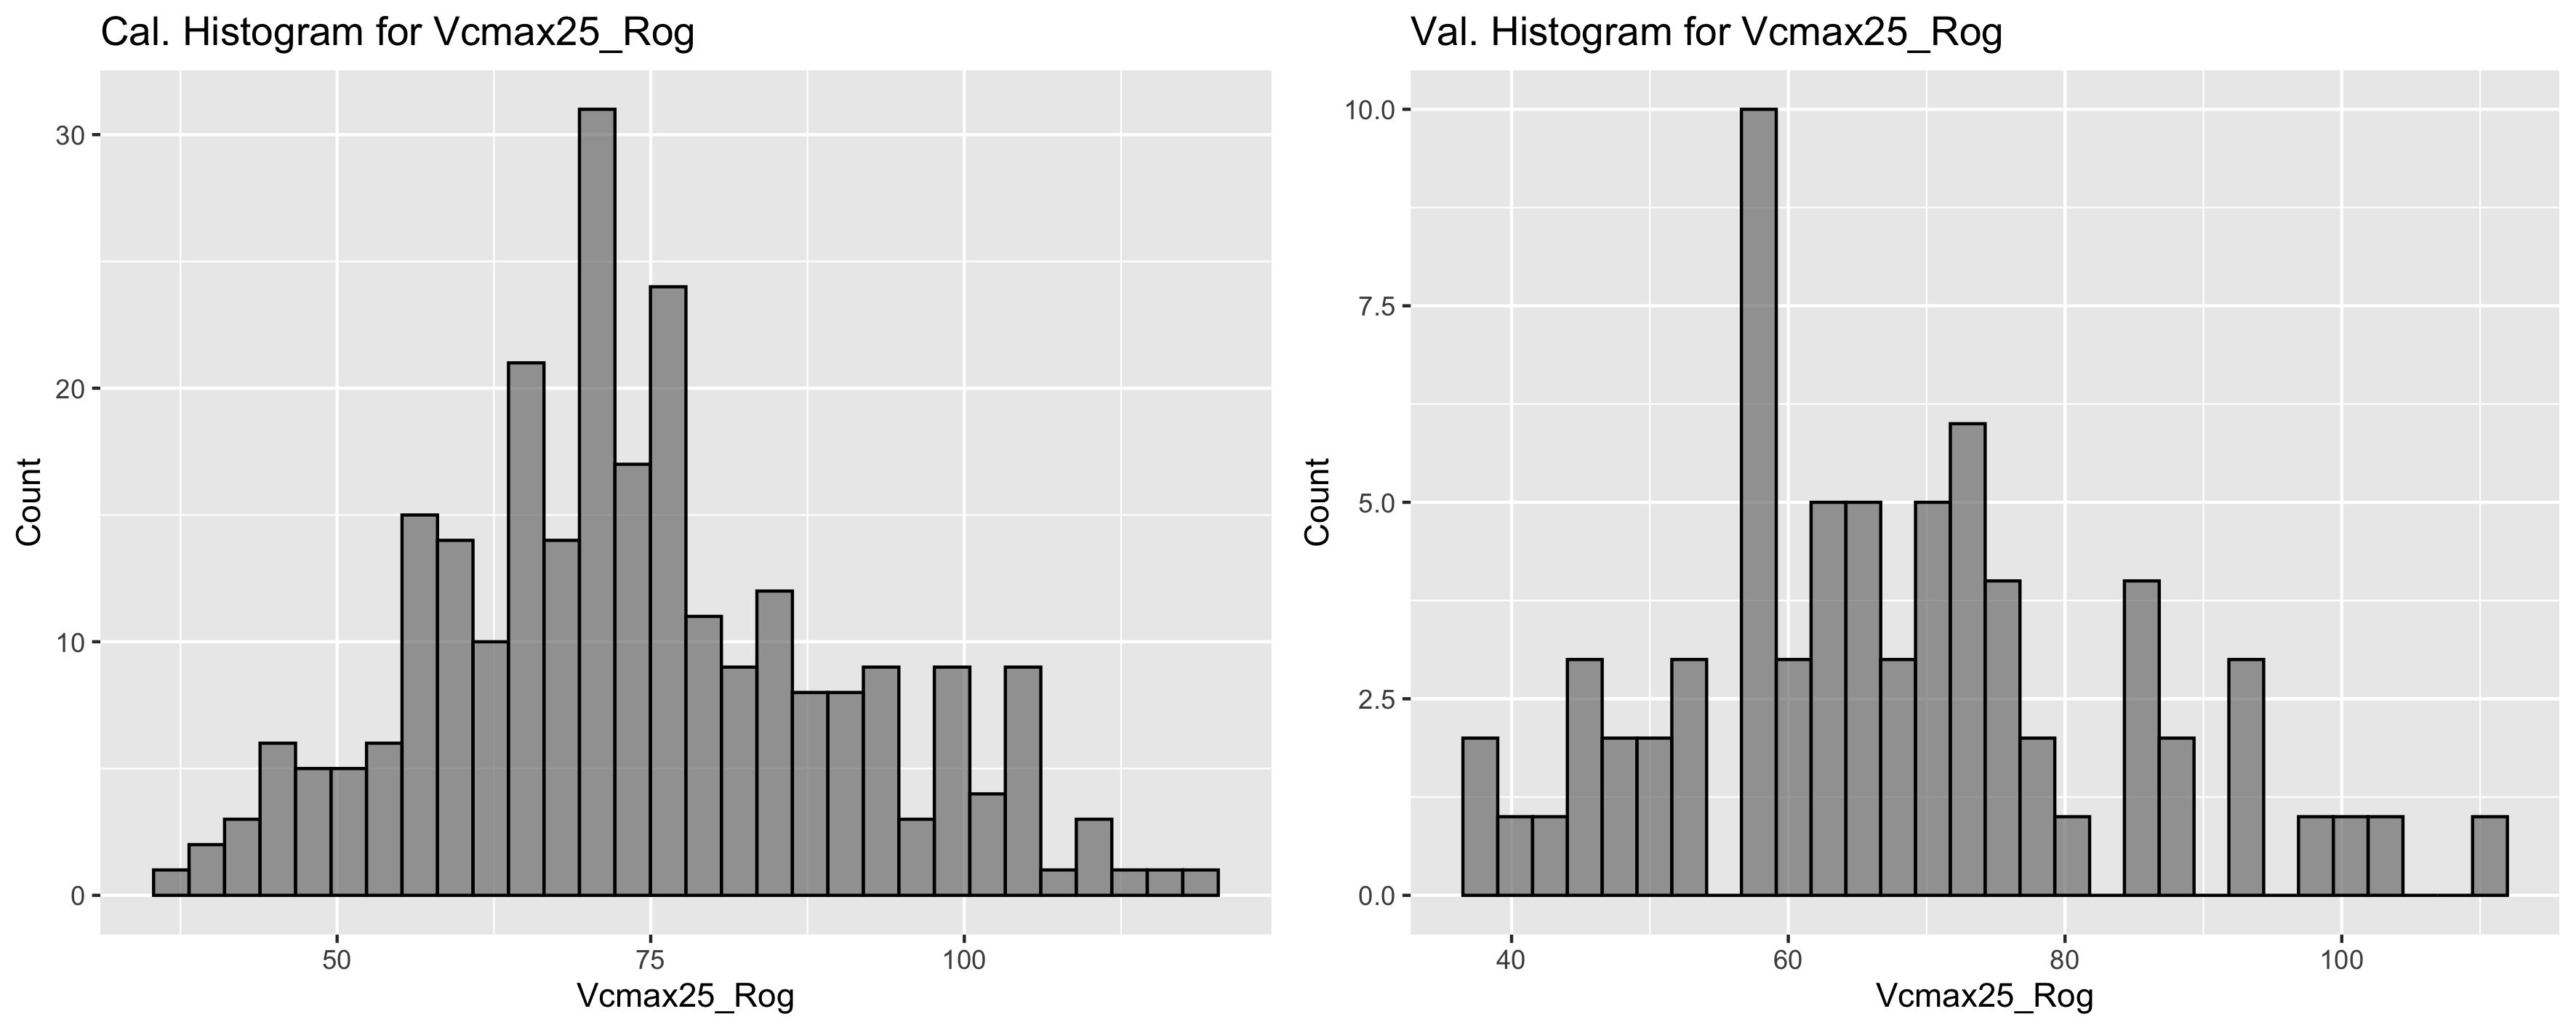 Cal. Histogram for Vcmax25_Rog
Count
30
20
10
0
50 75 100
Vcmax25_Rog
Val. Histogram for Vcmax25_Rog
Count
10.0
7.5
5.0
2.5
0.0
40 60 80 100
Vcmax25_Rog